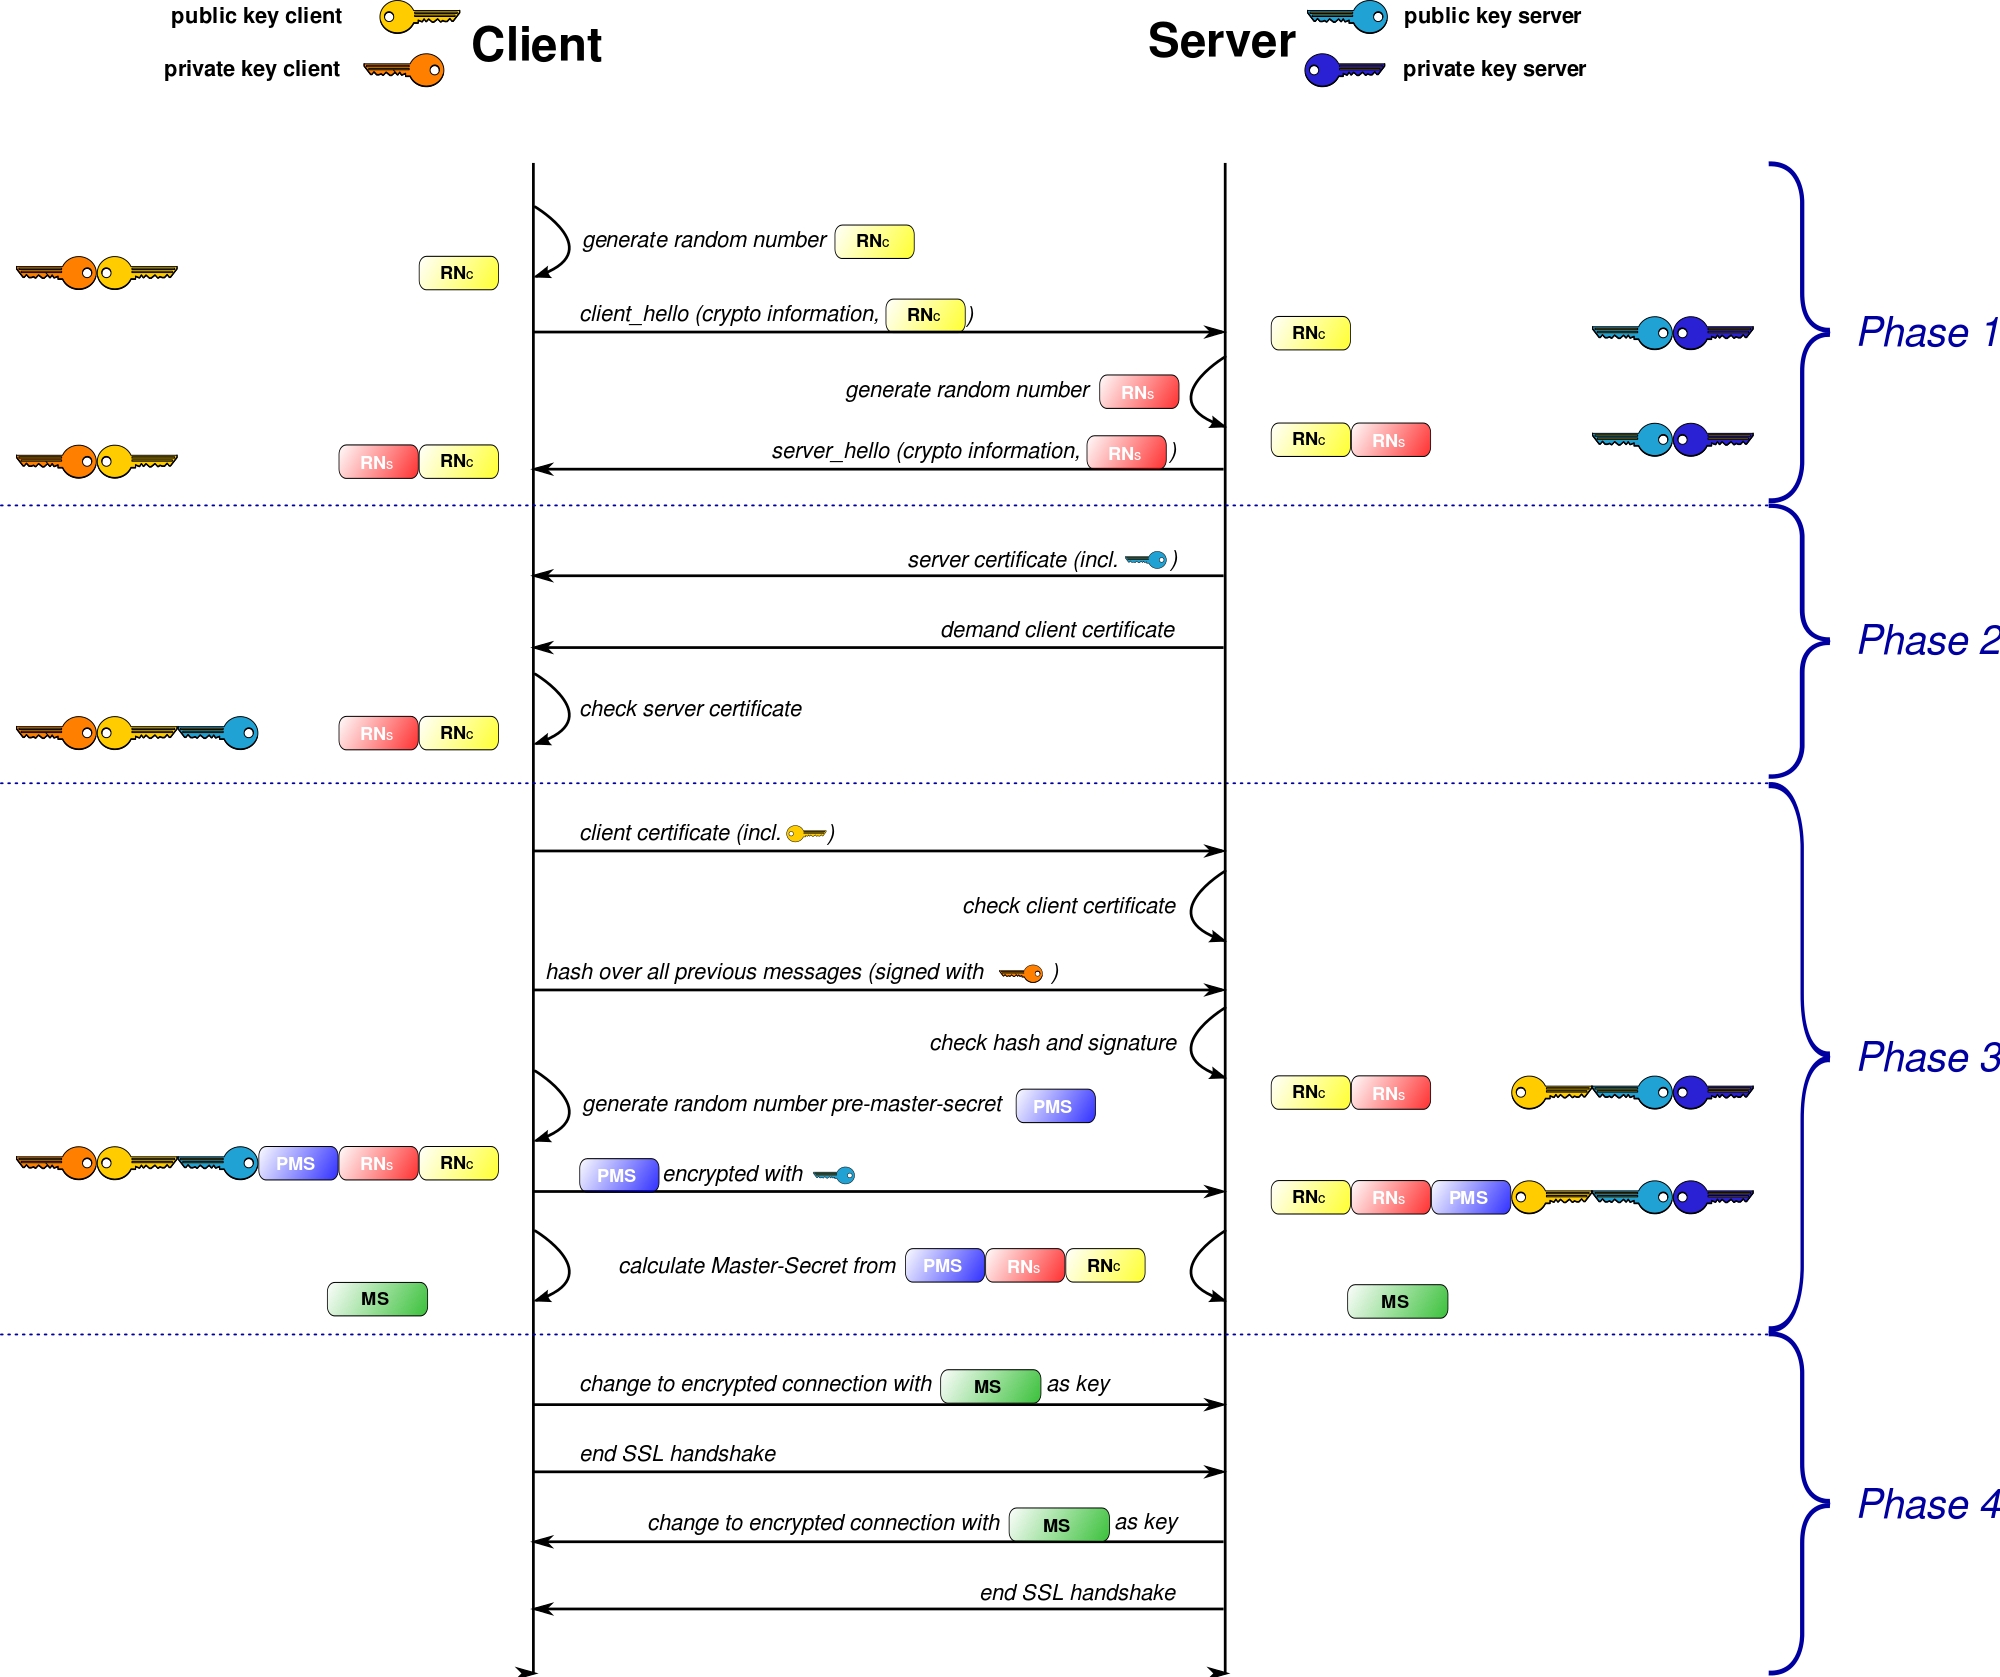 public key client
Client
Server
public key server
private key client
private key server
generate random number RNc
RNc
client_hello (crypto information, RNc )
RNc
Phase 1
generate random number RNs
RNc RNs
server_hello (crypto information, RNs )
RNs RNc
server certificate (incl. )
demand client certificate
Phase 2
check server certificate
RNs RNc
client certificate (incl. )
check client certificate
hash over all previous messages (signed with )
check hash and signature
Phase 3
RNc RNs
generate random number pre-master-secret PMS
PMS RNs RNc
PMS encrypted with
RNc RNs PMS
calculate Master-Secret from PMS RNs RNc
MS
MS
change to encrypted connection with MS as key
end SSL handshake
Phase 4
change to encrypted connection with MS as key
end SSL handshake